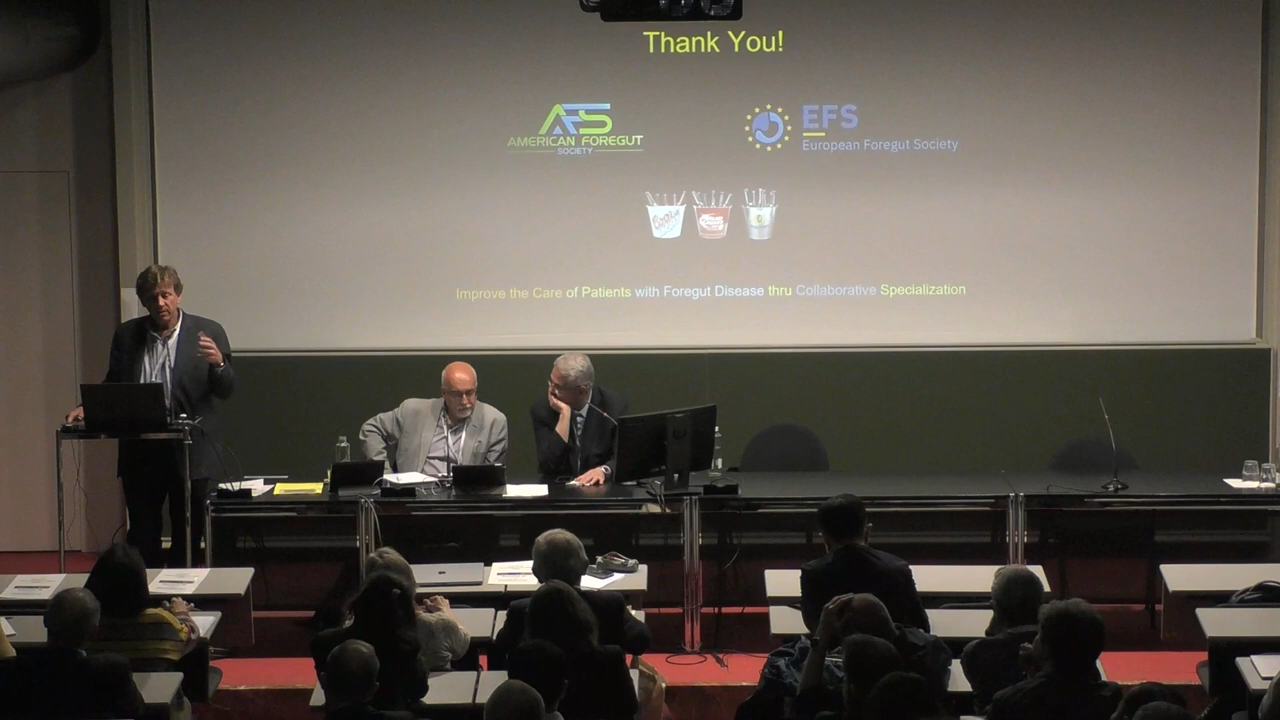 Thank You!
AFS
AMERICAN FOREGUT
SOCIETY
EFS
European Foregut Society
Improve the Care of Patients with Foregut Disease thru Collaborative Specialization